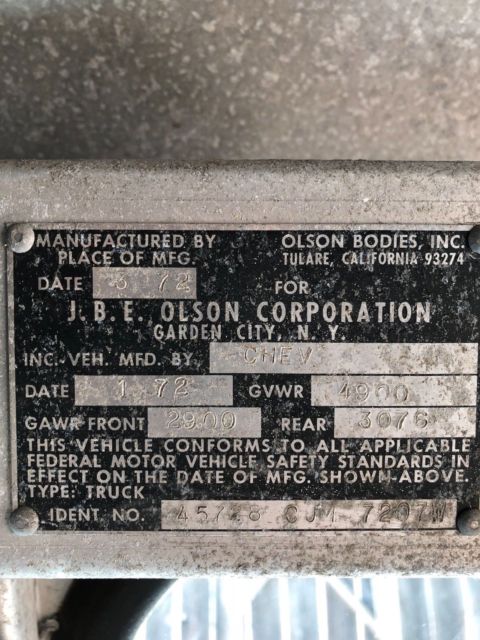 MANUFACTURED BY OLSON BODIES, INC.
PLACE OF MFG. TULARE, CALIFORNIA 93274
DATE 3 72 FOR
J. B. E. OLSON CORPORATION
GARDEN CITY, N. Y.
INC. VEH. MFD. BY CHEV
DATE 1 72 GVWR 4900
GAWR FRONT 2900 REAR 3076
THIS VEHICLE CONFORMS TO ALL APPLICABLE
FEDERAL MOTOR VEHICLE SAFETY STANDARDS IN
EFFECT ON THE DATE OF MFG. SHOWN ABOVE.
TYPE: TRUCK
IDENT. NO.